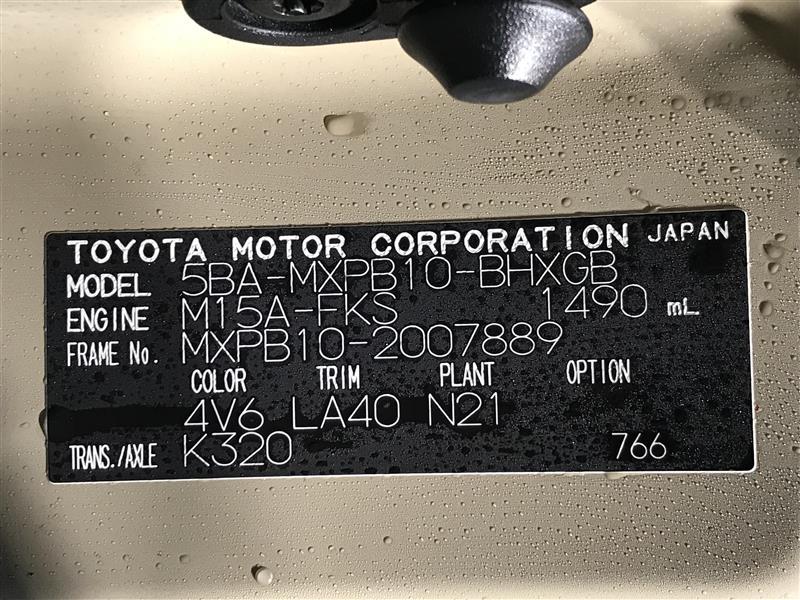 TOYOTA MOTOR CORPORATION JAPAN
MODEL 5BA-MXPB10-BHXGB
ENGINE M15A-FKS 1490 mL
FRAME No. MXPB10-2007889
COLOR TRIM PLANT OPTION
4V6 LA40 N21
TRANS./AXLE K320 766